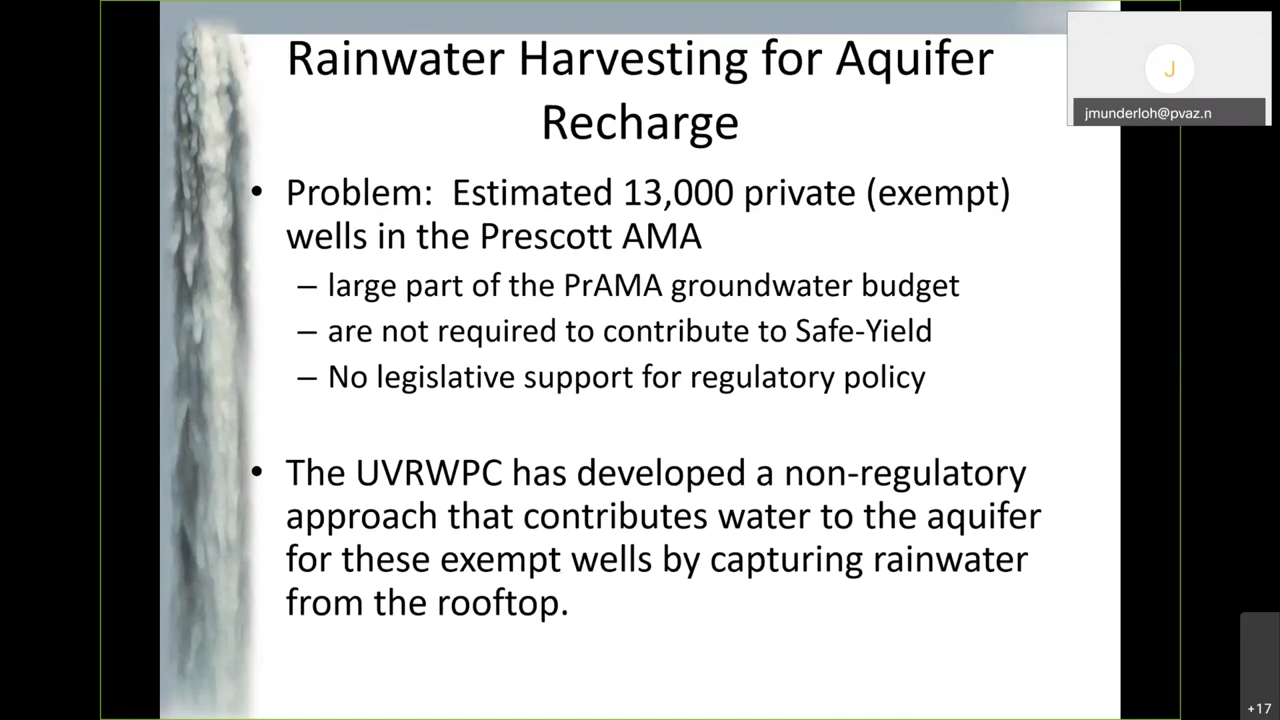 Rainwater Harvesting for Aquifer
Recharge
• Problem:  Estimated 13,000 private (exempt)
wells in the Prescott AMA
– large part of the PrAMA groundwater budget
– are not required to contribute to Safe-Yield
– No legislative support for regulatory policy
• The UVRWPC has developed a non-regulatory
approach that contributes water to the aquifer
for these exempt wells by capturing rainwater
from the rooftop.
J
jmunderloh@pvaz.n
+17